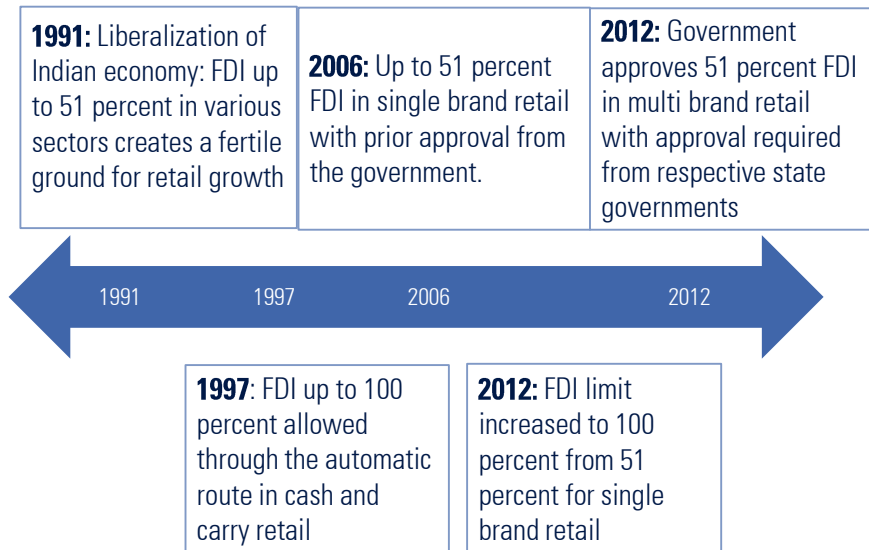 1991: Liberalization of
Indian economy: FDI up
to 51 percent in various
sectors creates a fertile
ground for retail growth
2006: Up to 51 percent
FDI in single brand retail
with prior approval from
the government.
2012: Government
approves 51 percent FDI
in multi brand retail
with approval required
from respective state
governments
1991
1997
2006
2012
1997: FDI up to 100
percent allowed
through the automatic
route in cash and
carry retail
2012: FDI limit
increased to 100
percent from 51
percent for single
brand retail